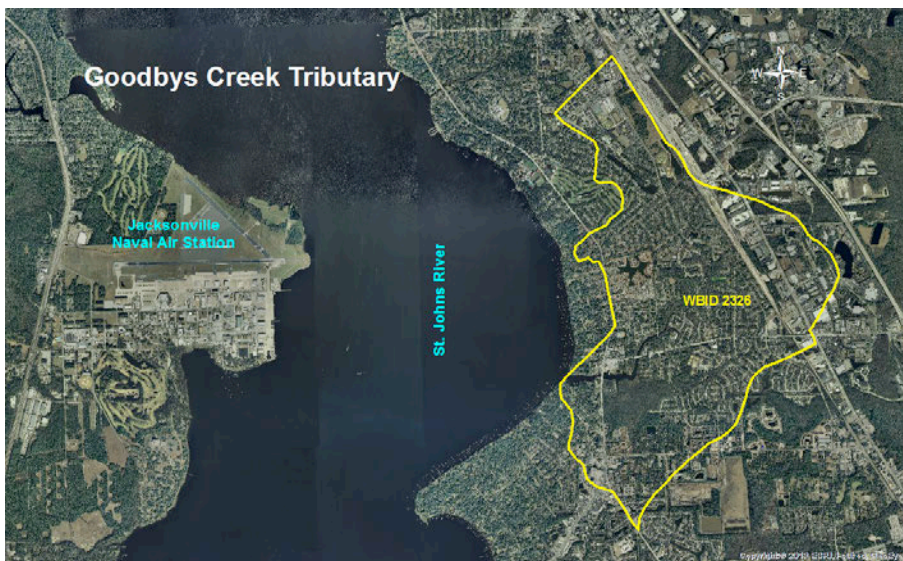 Goodbys Creek Tributary
N
W E
S
Jacksonville
Naval Air Station
St. Johns River
WBID 2326